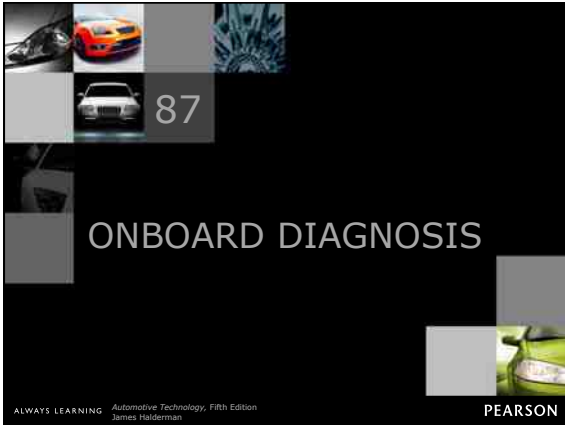 87
ONBOARD DIAGNOSIS
ALWAYS LEARNING
Automotive Technology, Fifth Edition
James Halderman
PEARSON